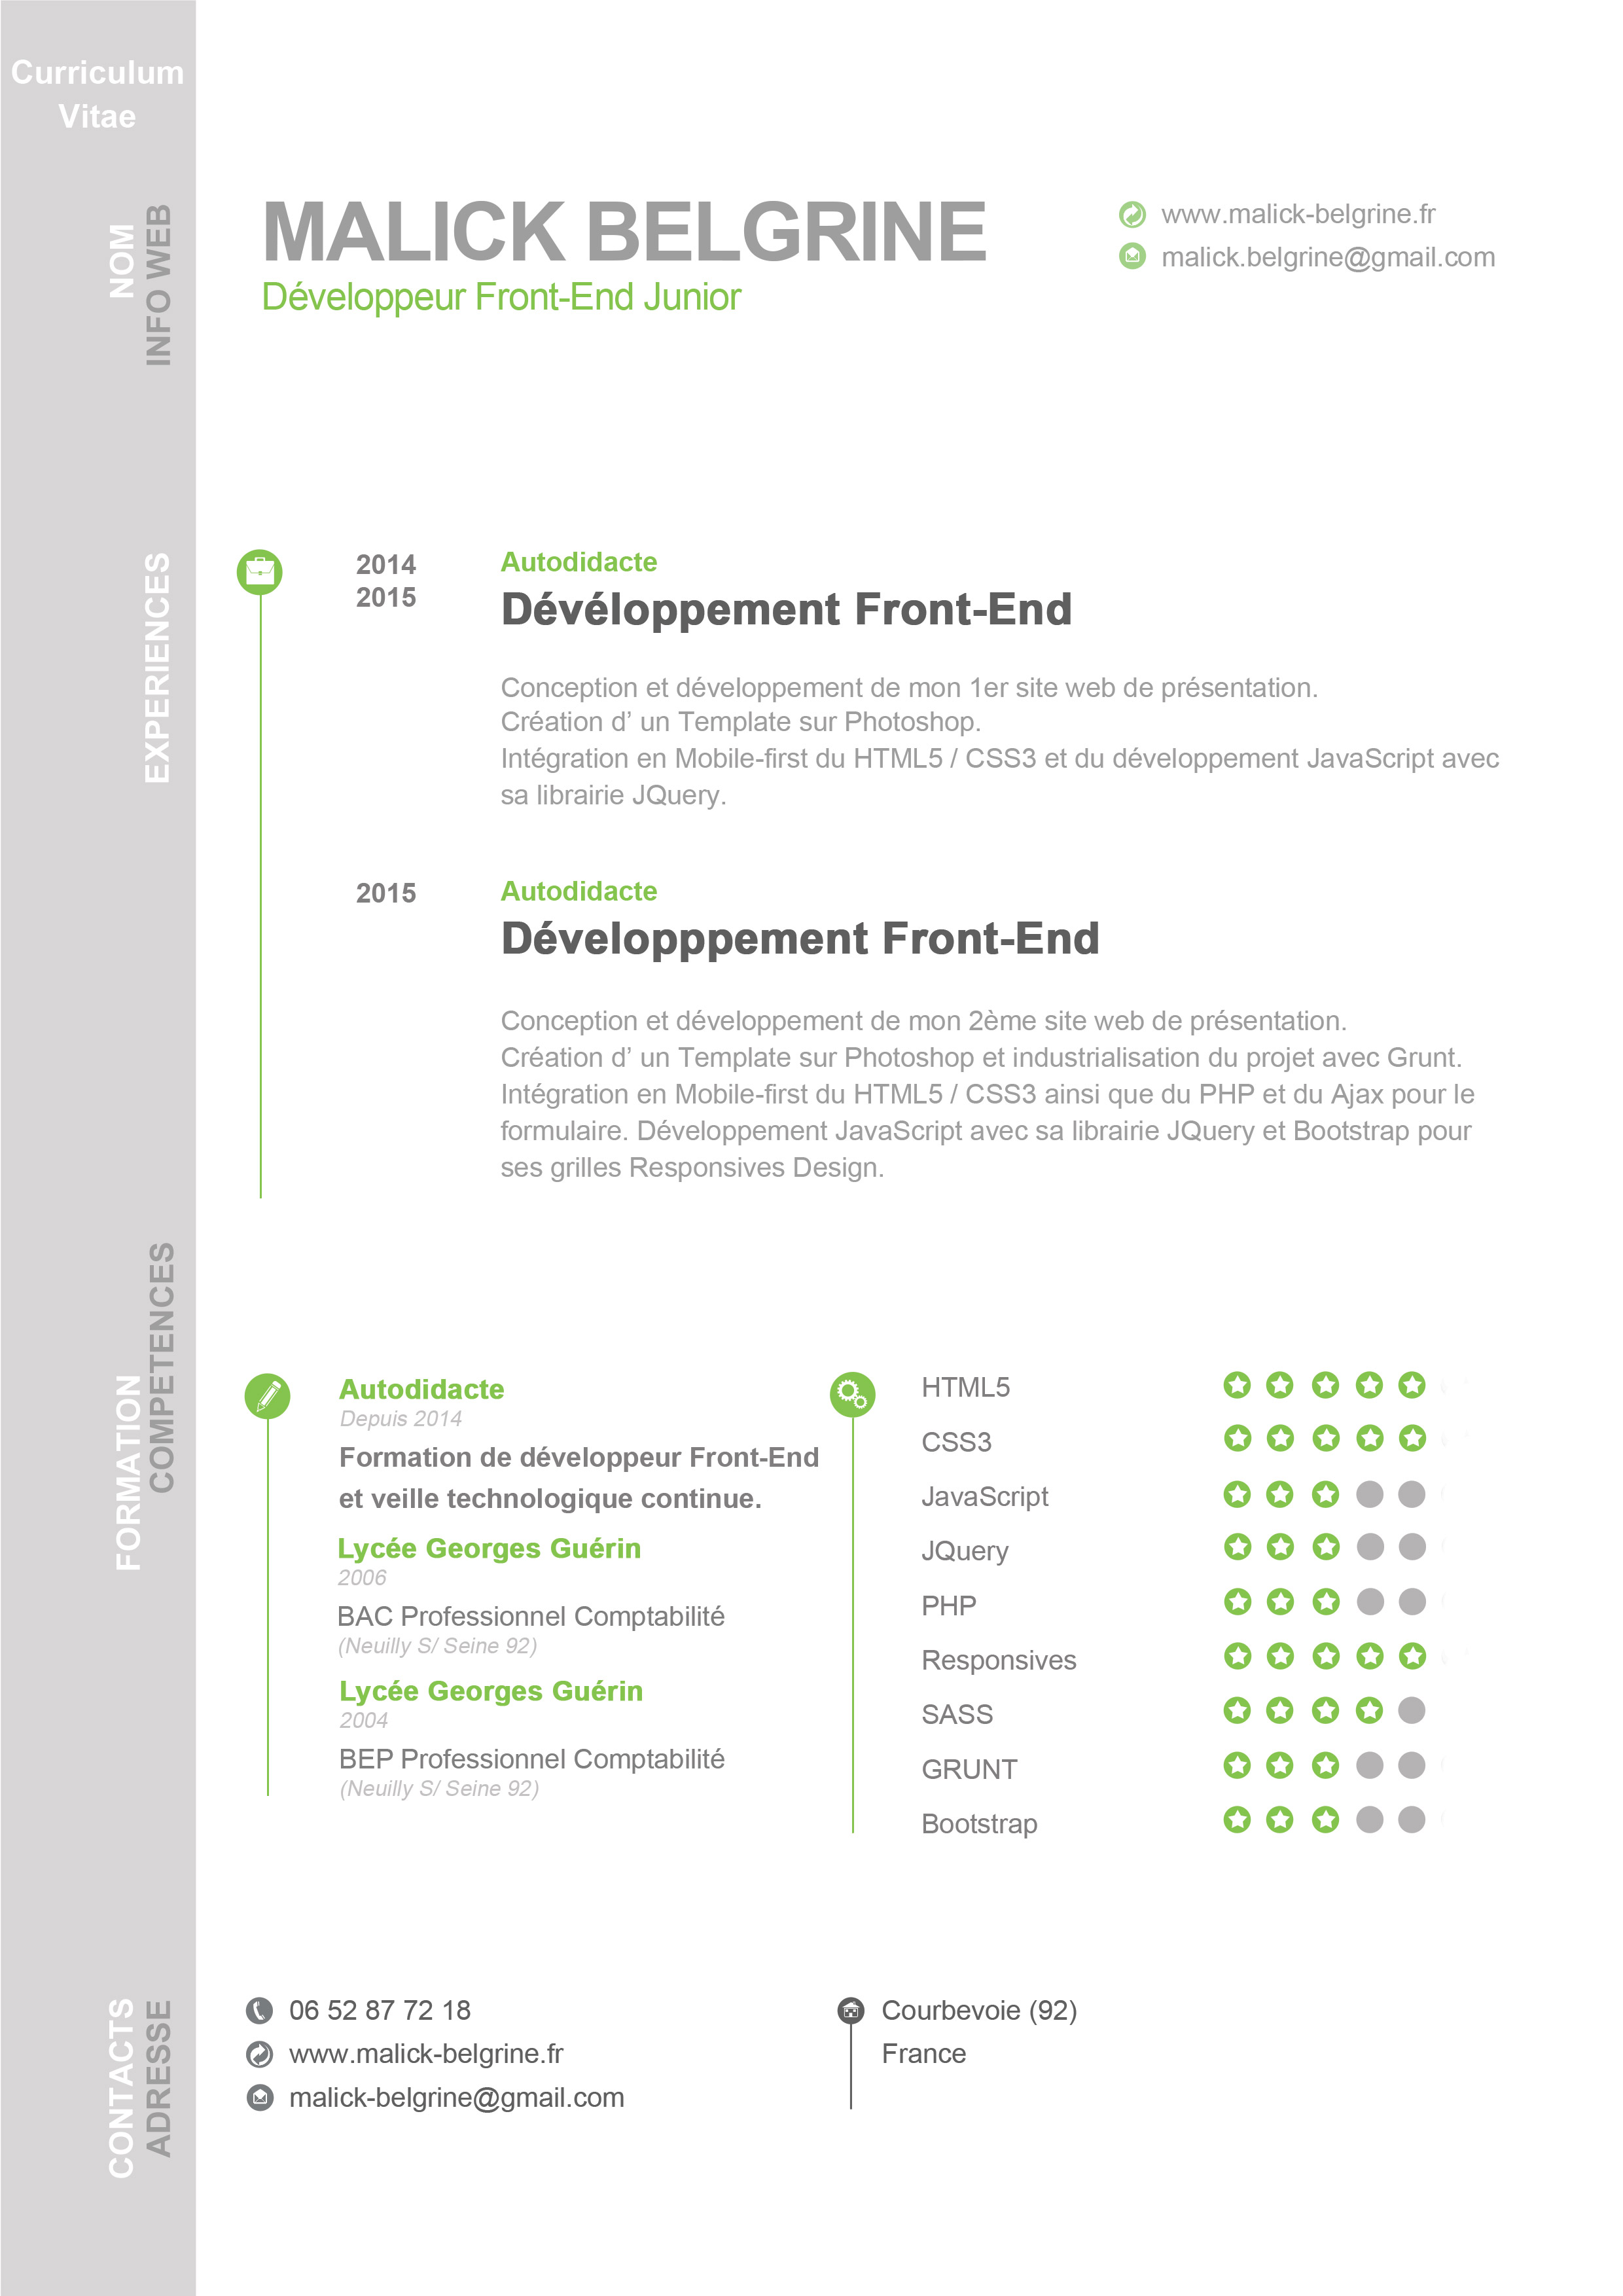 Curriculum
Vitae
NOM
INFO WEB
MALICK BELGRINE
Développeur Front-End Junior
www.malick-belgrine.fr
malick.belgrine@gmail.com
EXPERIENCES
2014
2015
Autodidacte
Dévéloppement Front-End
Conception et développement de mon 1er site web de présentation.
Création d’ un Template sur Photoshop.
Intégration en Mobile-first du HTML5 / CSS3 et du développement JavaScript avec
sa librairie JQuery.
2015
Autodidacte
Développpement Front-End
Conception et développement de mon 2ème site web de présentation.
Création d’ un Template sur Photoshop et industrialisation du projet avec Grunt.
Intégration en Mobile-first du HTML5 / CSS3 ainsi que du PHP et du Ajax pour le
formulaire. Développement JavaScript avec sa librairie JQuery et Bootstrap pour
ses grilles Responsives Design.
FORMATION
COMPETENCES
Autodidacte
Depuis 2014
Formation de développeur Front-End
et veille technologique continue.
Lycée Georges Guérin
2006
BAC Professionnel Comptabilité
(Neuilly S/ Seine 92)
Lycée Georges Guérin
2004
BEP Professionnel Comptabilité
(Neuilly S/ Seine 92)
HTML5
CSS3
JavaScript
JQuery
PHP
Responsives
SASS
GRUNT
Bootstrap
CONTACTS
ADRESSE
06 52 87 72 18
www.malick-belgrine.fr
malick-belgrine@gmail.com
Courbevoie (92)
France